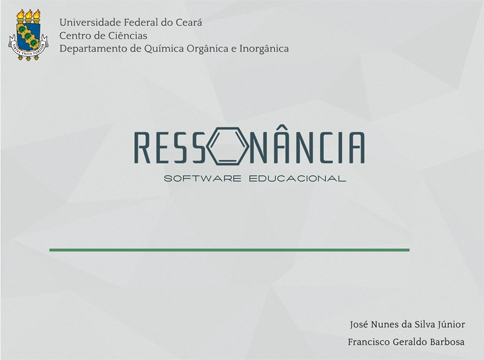 Universidade Federal do Ceará
Centro de Ciências
Departamento de Química Orgânica e Inorgânica
RESSONÂNCIA
SOFTWARE EDUCACIONAL
José Nunes da Silva Júnior
Francisco Geraldo Barbosa